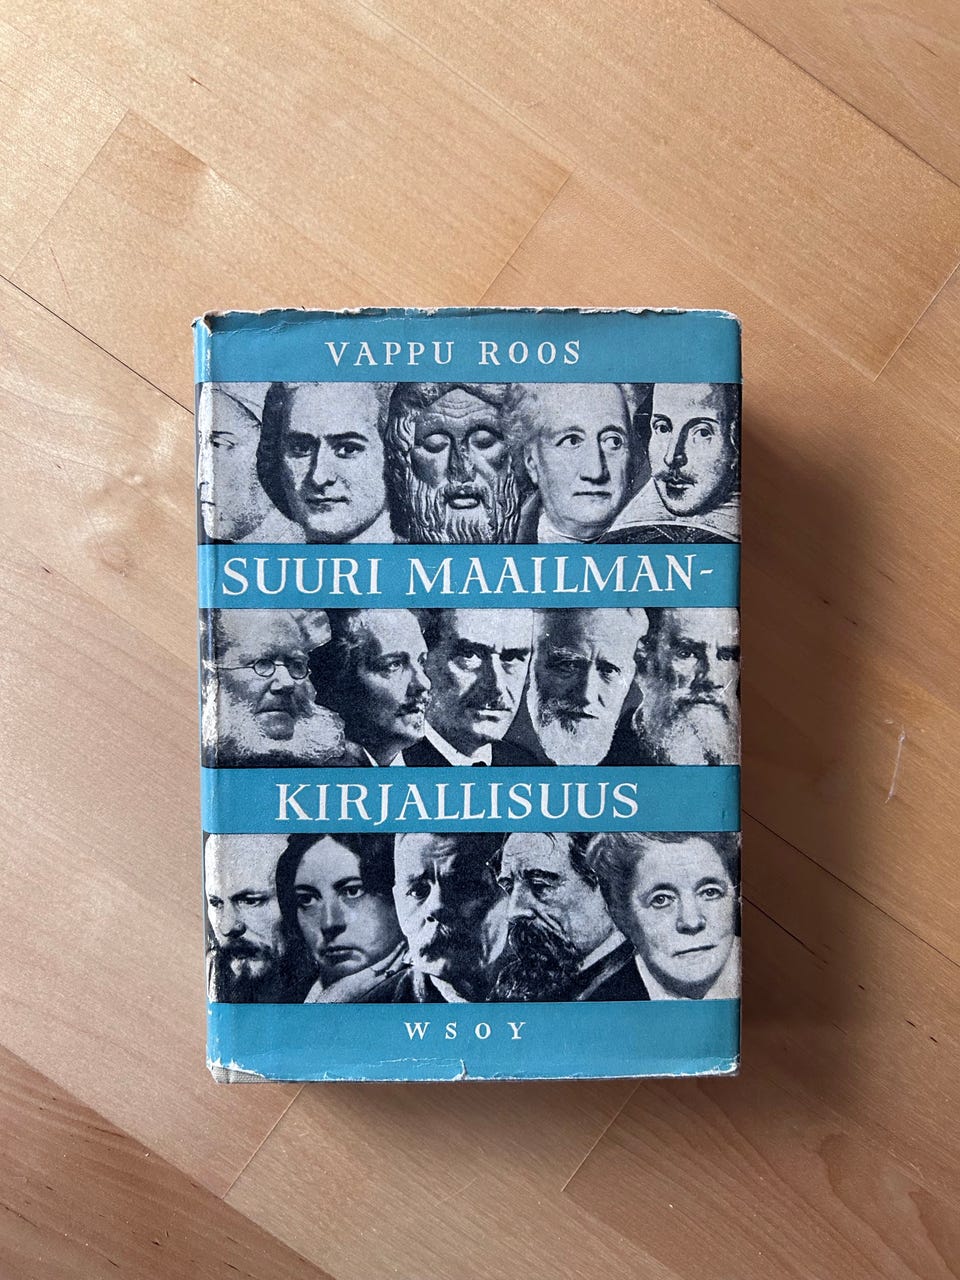 VAPPU ROOS
SUURI MAAILMAN-
KIRJALLISUUS
WSOY